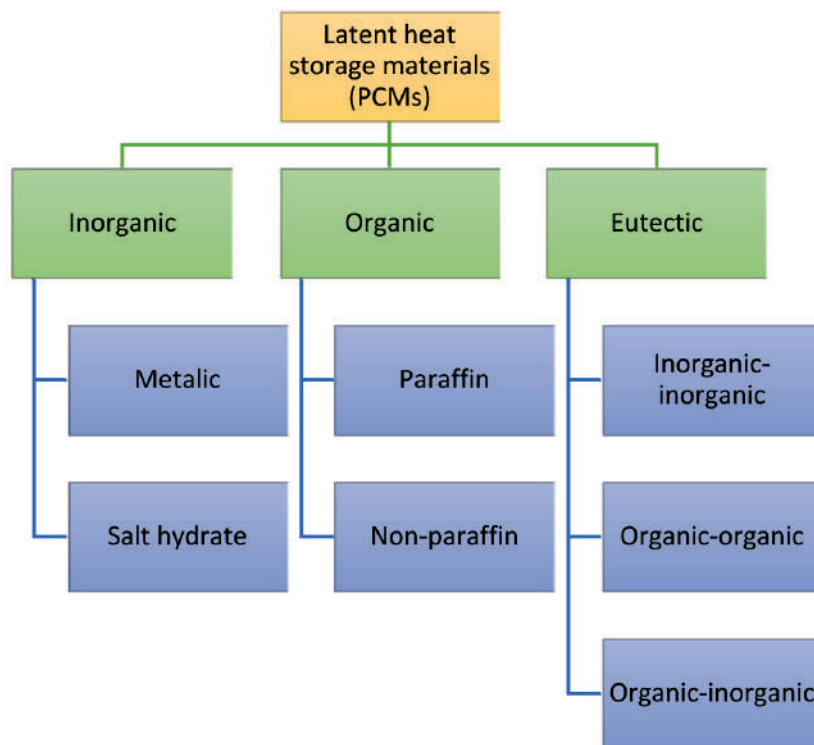 Latent heat
storage materials
(PCMs)
Inorganic
Organic
Eutectic
Metalic
Paraffin
Inorganic-
inorganic
Salt hydrate
Non-paraffin
Organic-organic
Organic-inorganic